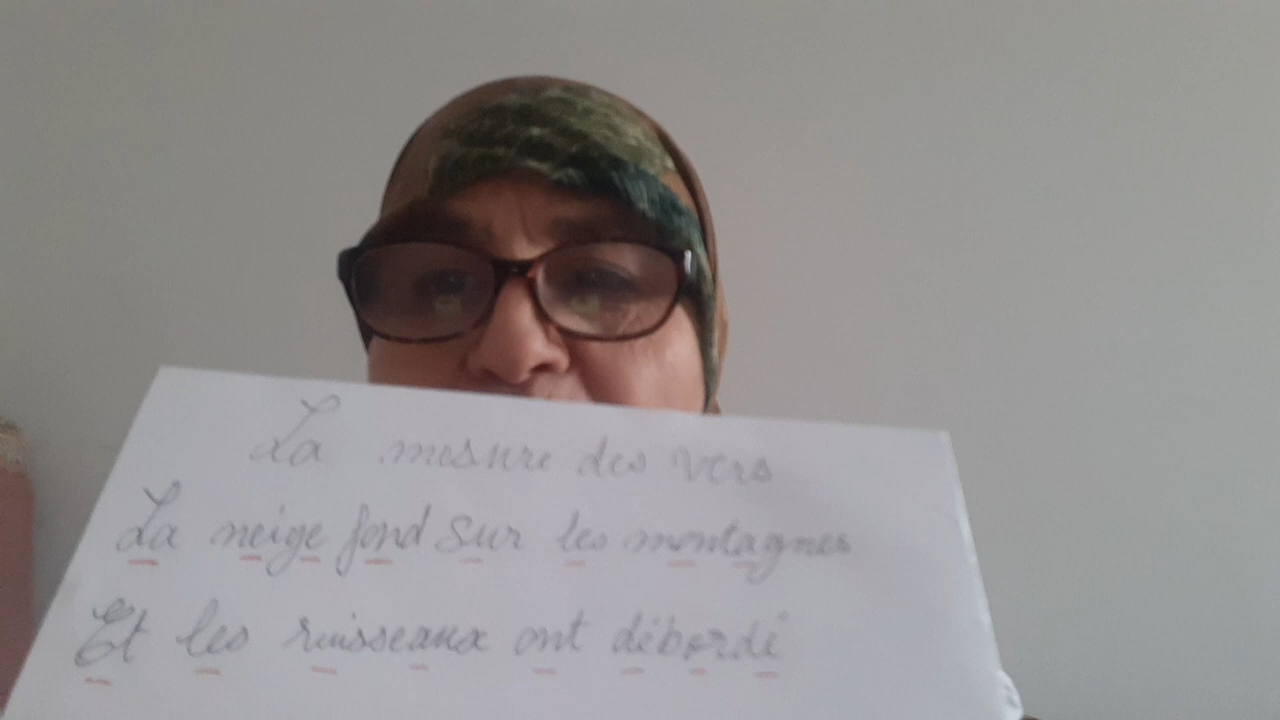 La mesure des vers
La neige fond sur les montagnes
Et les ruisseaux ont débordé